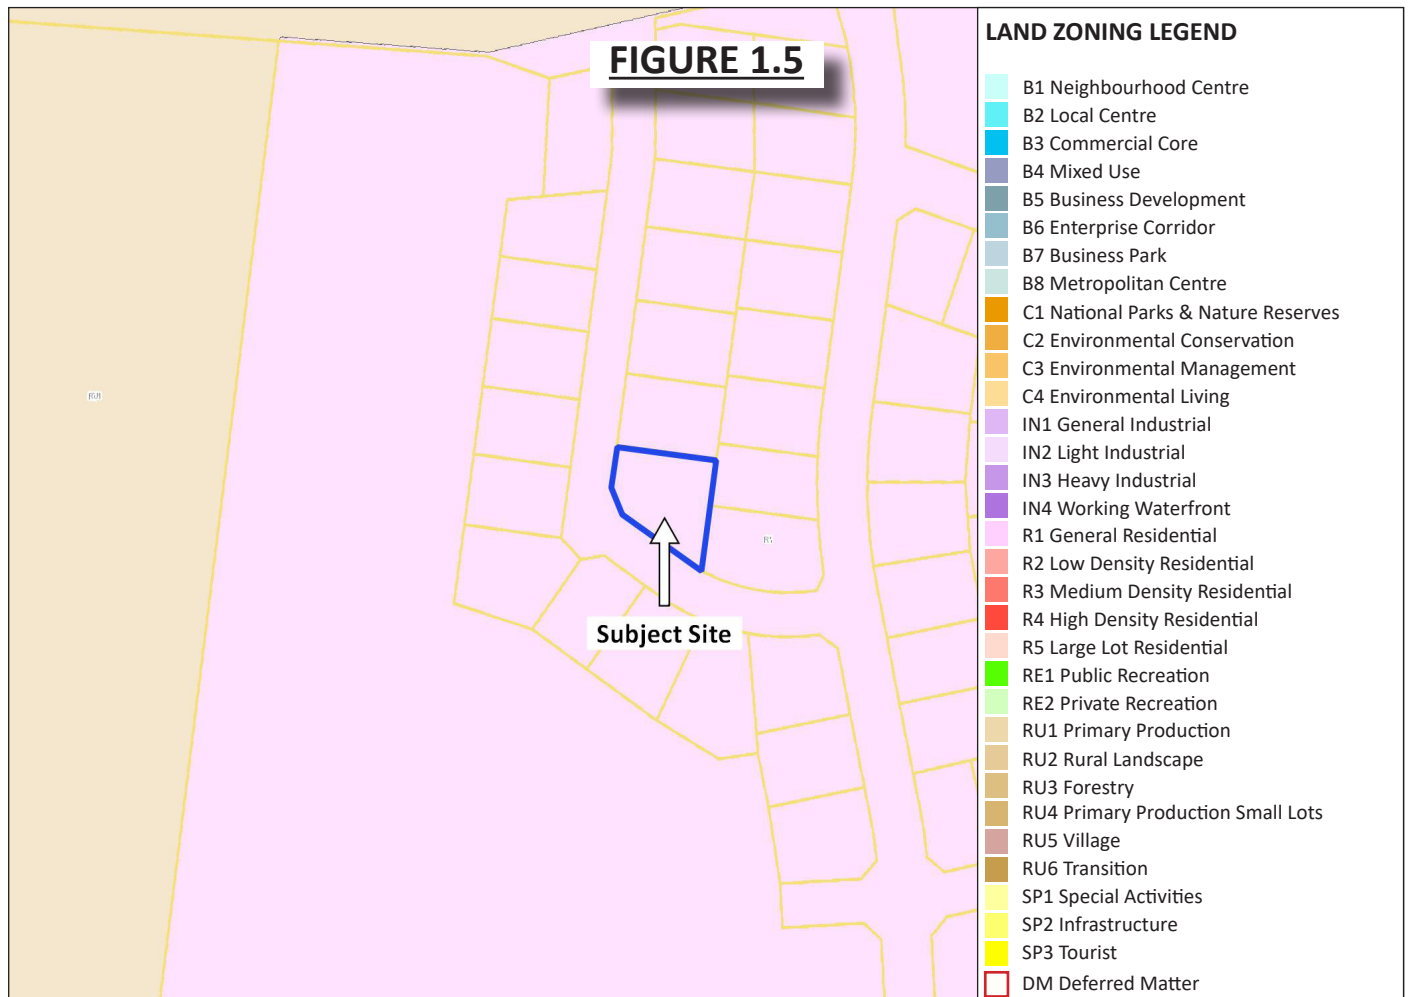 FIGURE 1.5
LAND ZONING LEGEND
B1 Neighbourhood Centre
B2 Local Centre
B3 Commercial Core
B4 Mixed Use
B5 Business Development
B6 Enterprise Corridor
B7 Business Park
B8 Metropolitan Centre
C1 National Parks & Nature Reserves
C2 Environmental Conservation
C3 Environmental Management
C4 Environmental Living
IN1 General Industrial
IN2 Light Industrial
IN3 Heavy Industrial
IN4 Working Waterfront
R1 General Residential
R2 Low Density Residential
R3 Medium Density Residential
R4 High Density Residential
R5 Large Lot Residential
RE1 Public Recreation
RE2 Private Recreation
RU1 Primary Production
RU2 Rural Landscape
RU3 Forestry
RU4 Primary Production Small Lots
RU5 Village
RU6 Transition
SP1 Special Activities
SP2 Infrastructure
SP3 Tourist
DM Deferred Matter
RU1
R1
Subject Site